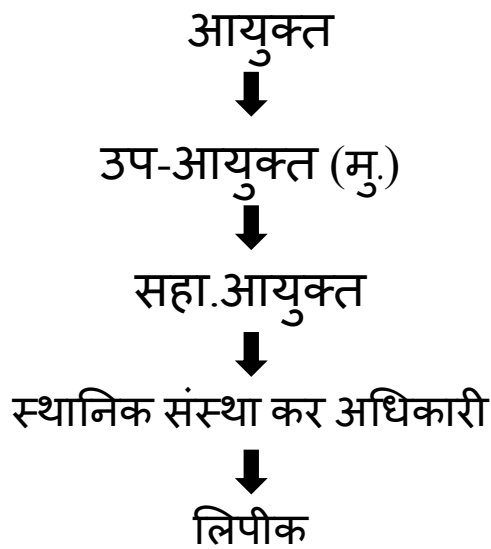 आयुक्त
उप-आयुक्त (मु.)
सहा.आयुक्त
स्थानिक संस्था कर अधिकारी
लिपीक